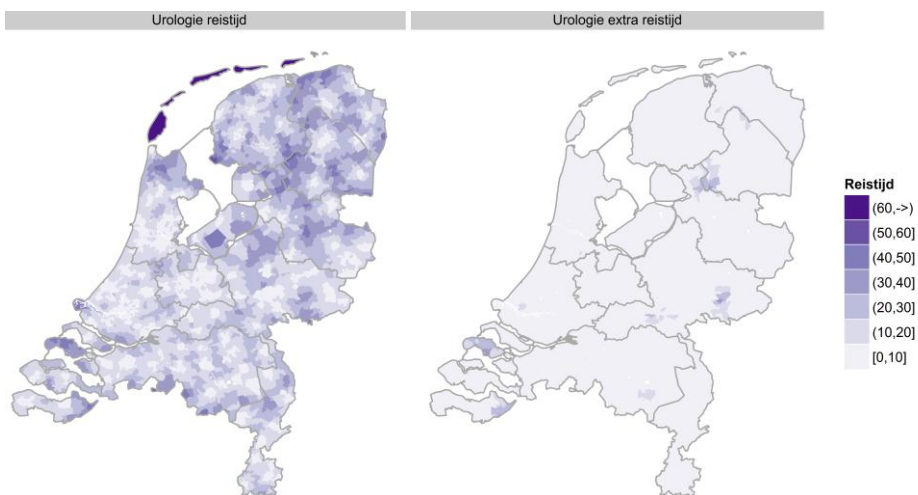 Urologie reistijd
Urologie extra reistijd
Reistijd
(60,->)
(50,60]
(40,50]
(30,40]
(20,30]
(10,20]
[0,10]